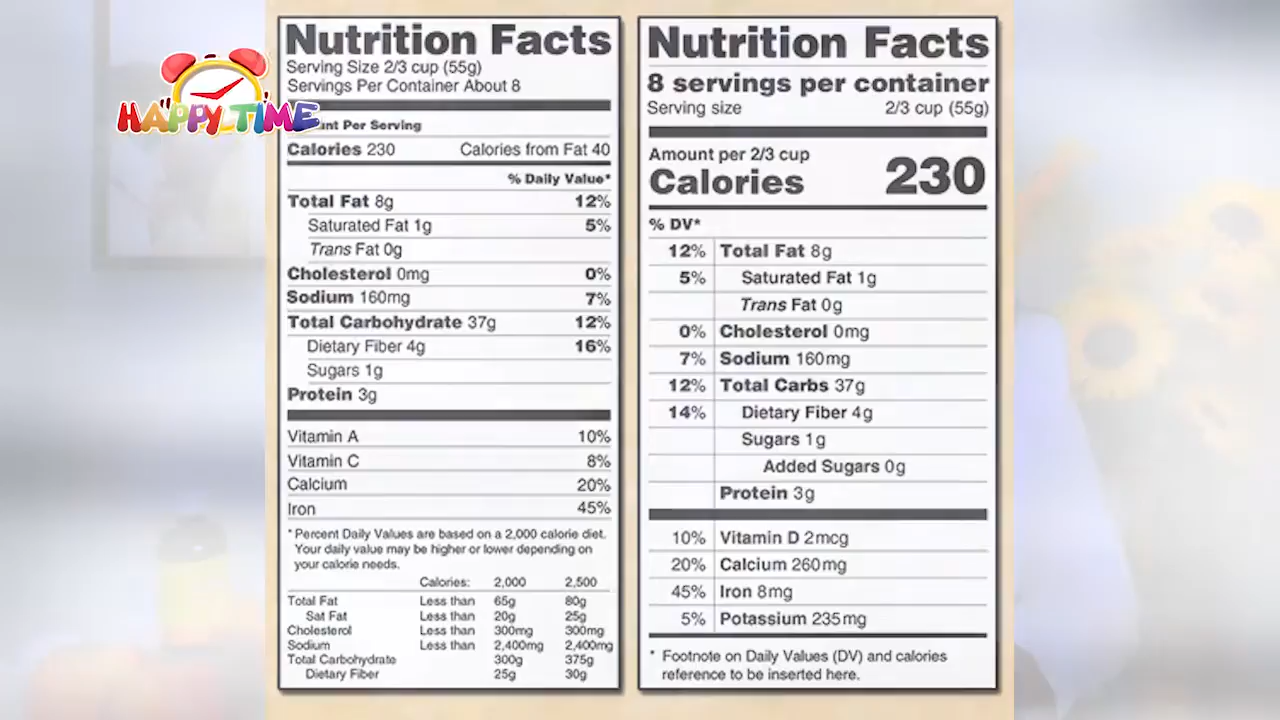 HAPPY TIME
Nutrition Facts
Serving Size 2/3 cup (55g)
Servings Per Container About 8
unt Per Serving
Calories 230 Calories from Fat 40
% Daily Value*
Total Fat 8g 12%
Saturated Fat 1g 5%
Trans Fat 0g
Cholesterol 0mg 0%
Sodium 160mg 7%
Total Carbohydrate 37g 12%
Dietary Fiber 4g 16%
Sugars 1g
Protein 3g
Vitamin A 10%
Vitamin C 8%
Calcium 20%
Iron 45%
* Percent Daily Values are based on a 2,000 calorie diet.
Your daily value may be higher or lower depending on
your calorie needs.
Calories: 2,000 2,500
Total Fat Less than 65g 80g
Sat Fat Less than 20g 25g
Cholesterol Less than 300mg 300mg
Sodium Less than 2,400mg 2,400mg
Total Carbohydrate 300g 375g
Dietary Fiber 25g 30g
Nutrition Facts
8 servings per container
Serving size 2/3 cup (55g)
Amount per 2/3 cup
Calories 230
% DV*
12% Total Fat 8g
5% Saturated Fat 1g
Trans Fat 0g
0% Cholesterol 0mg
7% Sodium 160mg
12% Total Carbs 37g
14% Dietary Fiber 4g
Sugars 1g
Added Sugars 0g
Protein 3g
10% Vitamin D 2mcg
20% Calcium 260mg
45% Iron 8mg
5% Potassium 235mg
* Footnote on Daily Values (DV) and calories
reference to be inserted here.